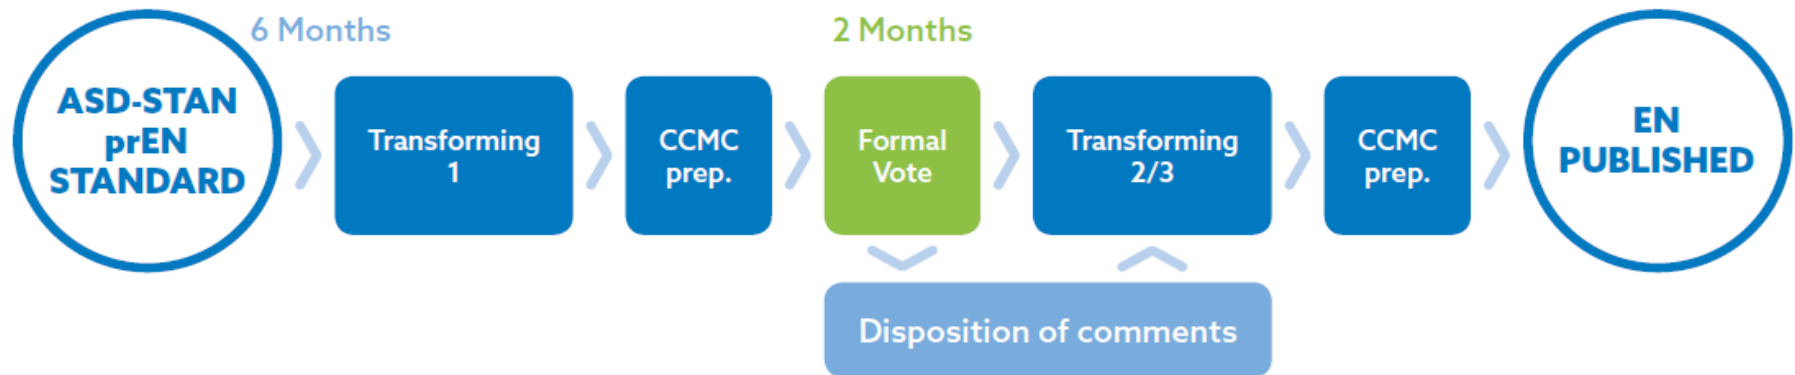 6 Months
2 Months
ASD-STAN
prEN
STANDARD
Transforming
1
CCMC
prep.
Formal
Vote
Transforming
2/3
CCMC
prep.
EN
PUBLISHED
Disposition of comments